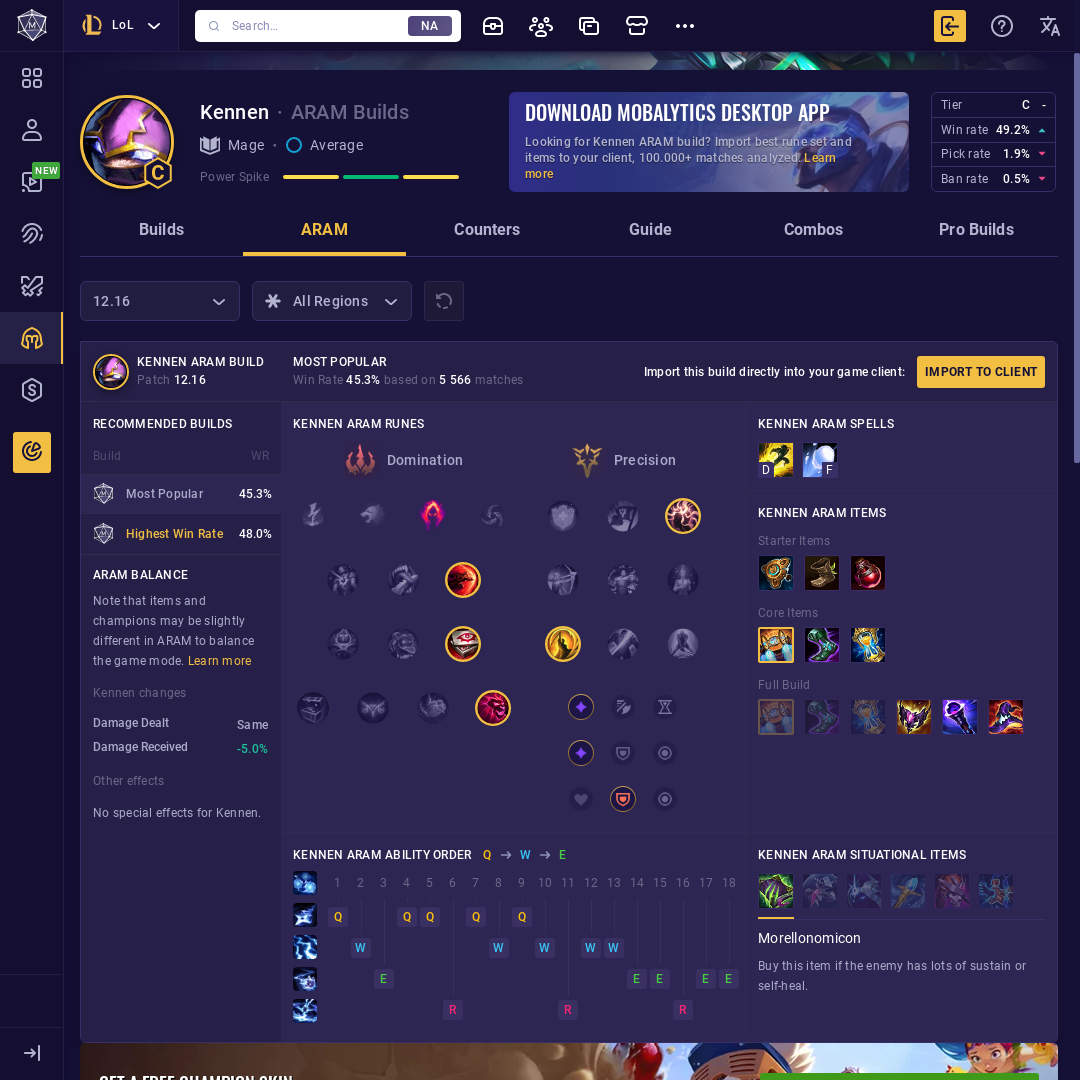 LoL
Search...
NA
NEW
Kennen · ARAM Builds
Mage · Average
Power Spike
C
DOWNLOAD MOBALYTICS DESKTOP APP
Looking for Kennen ARAM build? Import best rune set and
items to your client, 100.000+ matches analyzed. Learn
more
Tier C -
Win rate 49.2%
Pick rate 1.9%
Ban rate 0.5%
Builds ARAM Counters Guide Combos Pro Builds
12.16
All Regions
KENNEN ARAM BUILD
Patch 12.16
MOST POPULAR
Win Rate 45.3% based on 5 566 matches
Import this build directly into your game client:
IMPORT TO CLIENT
RECOMMENDED BUILDS
Build WR
Most Popular 45.3%
Highest Win Rate 48.0%
ARAM BALANCE
Note that items and
champions may be slightly
different in ARAM to balance
the game mode. Learn more
Kennen changes
Damage Dealt Same
Damage Received -5.0%
Other effects
No special effects for Kennen.
KENNEN ARAM RUNES
Domination
Precision
KENNEN ARAM SPELLS
D F
KENNEN ARAM ITEMS
Starter Items
Core Items
Full Build
KENNEN ARAM ABILITY ORDER Q → W → E
1 2 3 4 5 6 7 8 9 10 11 12 13 14 15 16 17 18
Q Q Q Q Q
W W W W W
E E E E E
R R R
KENNEN ARAM SITUATIONAL ITEMS
Morellonomicon
Buy this item if the enemy has lots of sustain or
self-heal.
GET A FREE CHAMPION SKIN